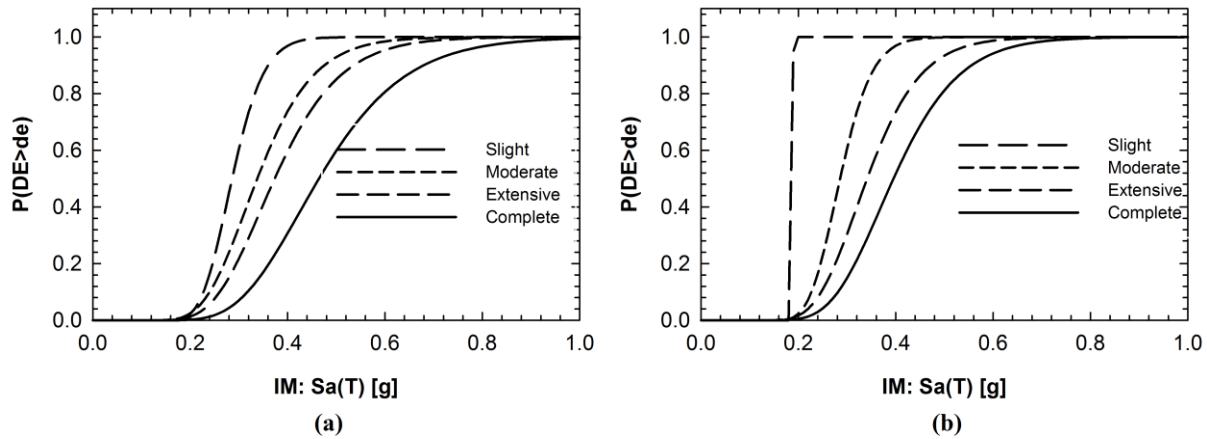 1.0
0.8
0.6
0.4
0.2
0.0
P(DE>de)
Slight
Moderate
Extensive
Complete
0.0 0.2 0.4 0.6 0.8 1.0
IM: Sa(T) [g]
(a)
1.0
0.8
0.6
0.4
0.2
0.0
P(DE>de)
Slight
Moderate
Extensive
Complete
0.0 0.2 0.4 0.6 0.8 1.0
IM: Sa(T) [g]
(b)